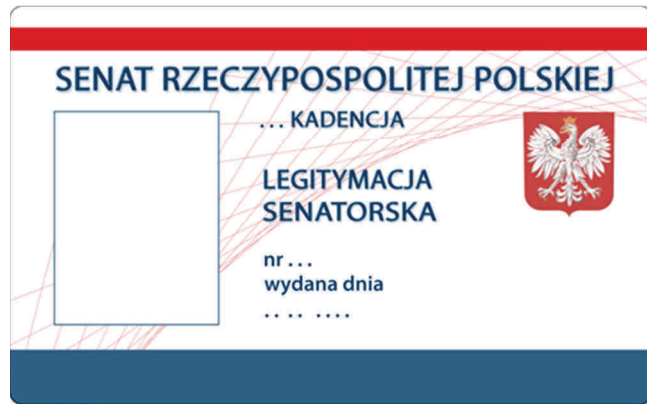 SENAT RZECZYPOSPOLITEJ POLSKIEJ
... KADENCJA
LEGITYMACJA
SENATORSKA
nr ...
wydana dnia
.. .. ....